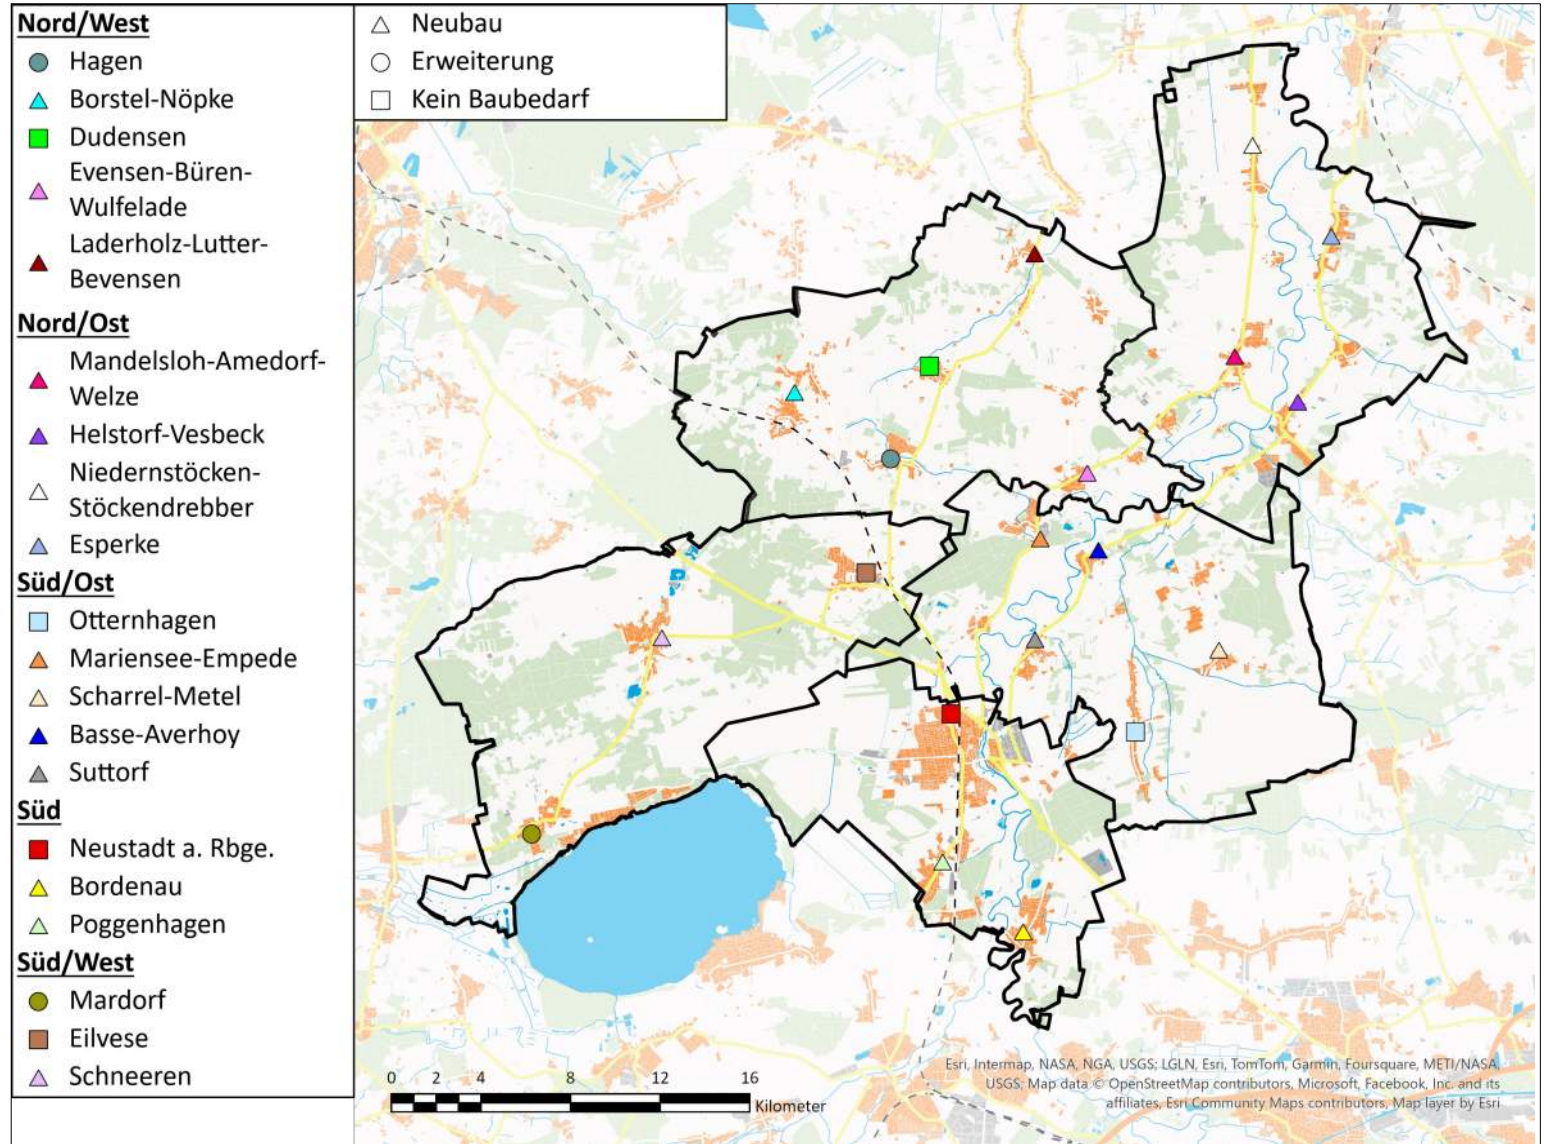 Nord/West
Hagen
Borstel-Nöpke
Dudensen
Evensen-Büren-
Wulfelade
Laderholz-Lutter-
Bevensen
Nord/Ost
Mandelsloh-Amedorf-
Welze
Helstorf-Vesbeck
Niedernstöcken-
Stöckendrebber
Esperke
Süd/Ost
Otternhagen
Mariensee-Empede
Scharrel-Metel
Basse-Averhoy
Suttorf
Süd
Neustadt a. Rbge.
Bordenau
Poggenhagen
Süd/West
Mardorf
Eilvese
Schneeren
Neubau
Erweiterung
Kein Baubedarf
0 2 4 8 12 16
Kilometer
Esri, Intermap, NASA, NGA, USGS; LGLN, Esri, TomTom, Garmin, Foursquare, METI/NASA,
USGS; Map data © OpenStreetMap contributors, Microsoft, Facebook, Inc. and its
affiliates, Esri Community Maps contributors, Map layer by Esri